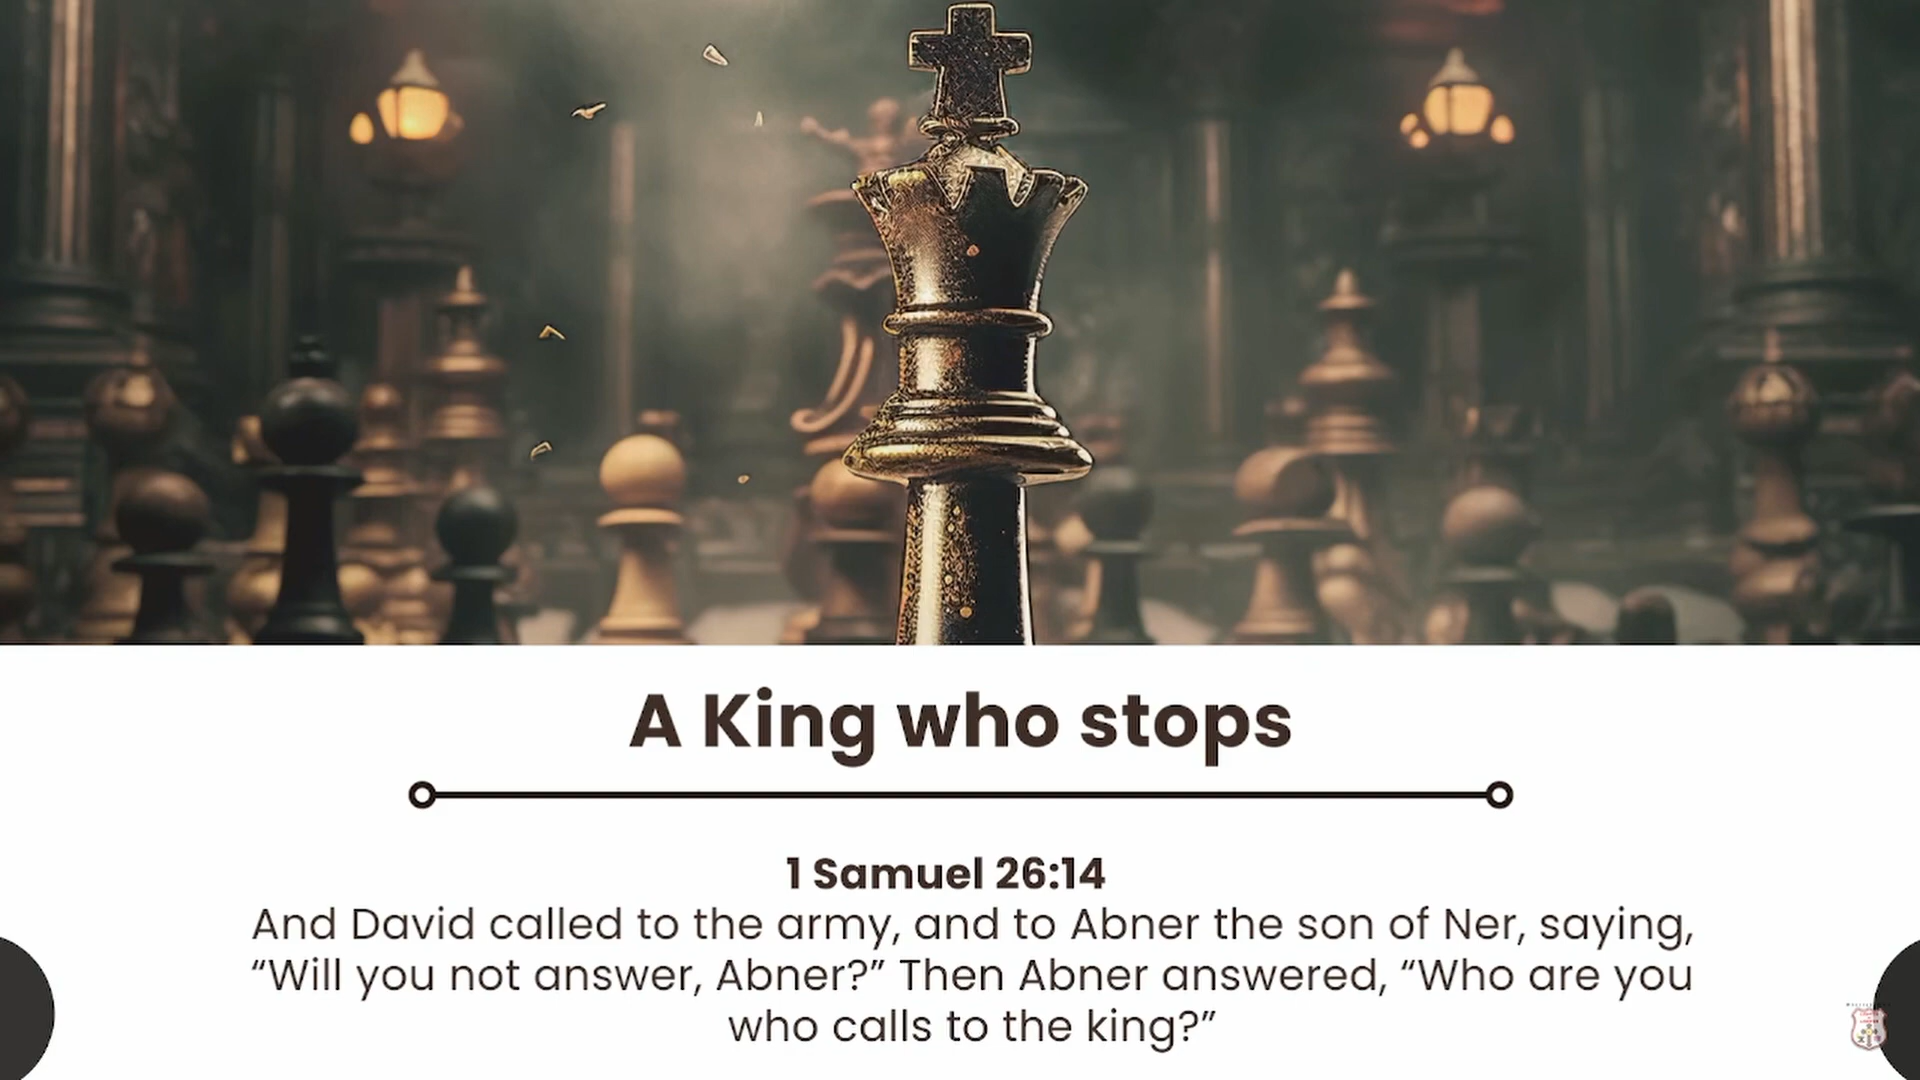 A King who stops
1 Samuel 26:14
And David called to the army, and to Abner the son of Ner, saying,
“Will you not answer, Abner?” Then Abner answered, “Who are you
who calls to the king?”